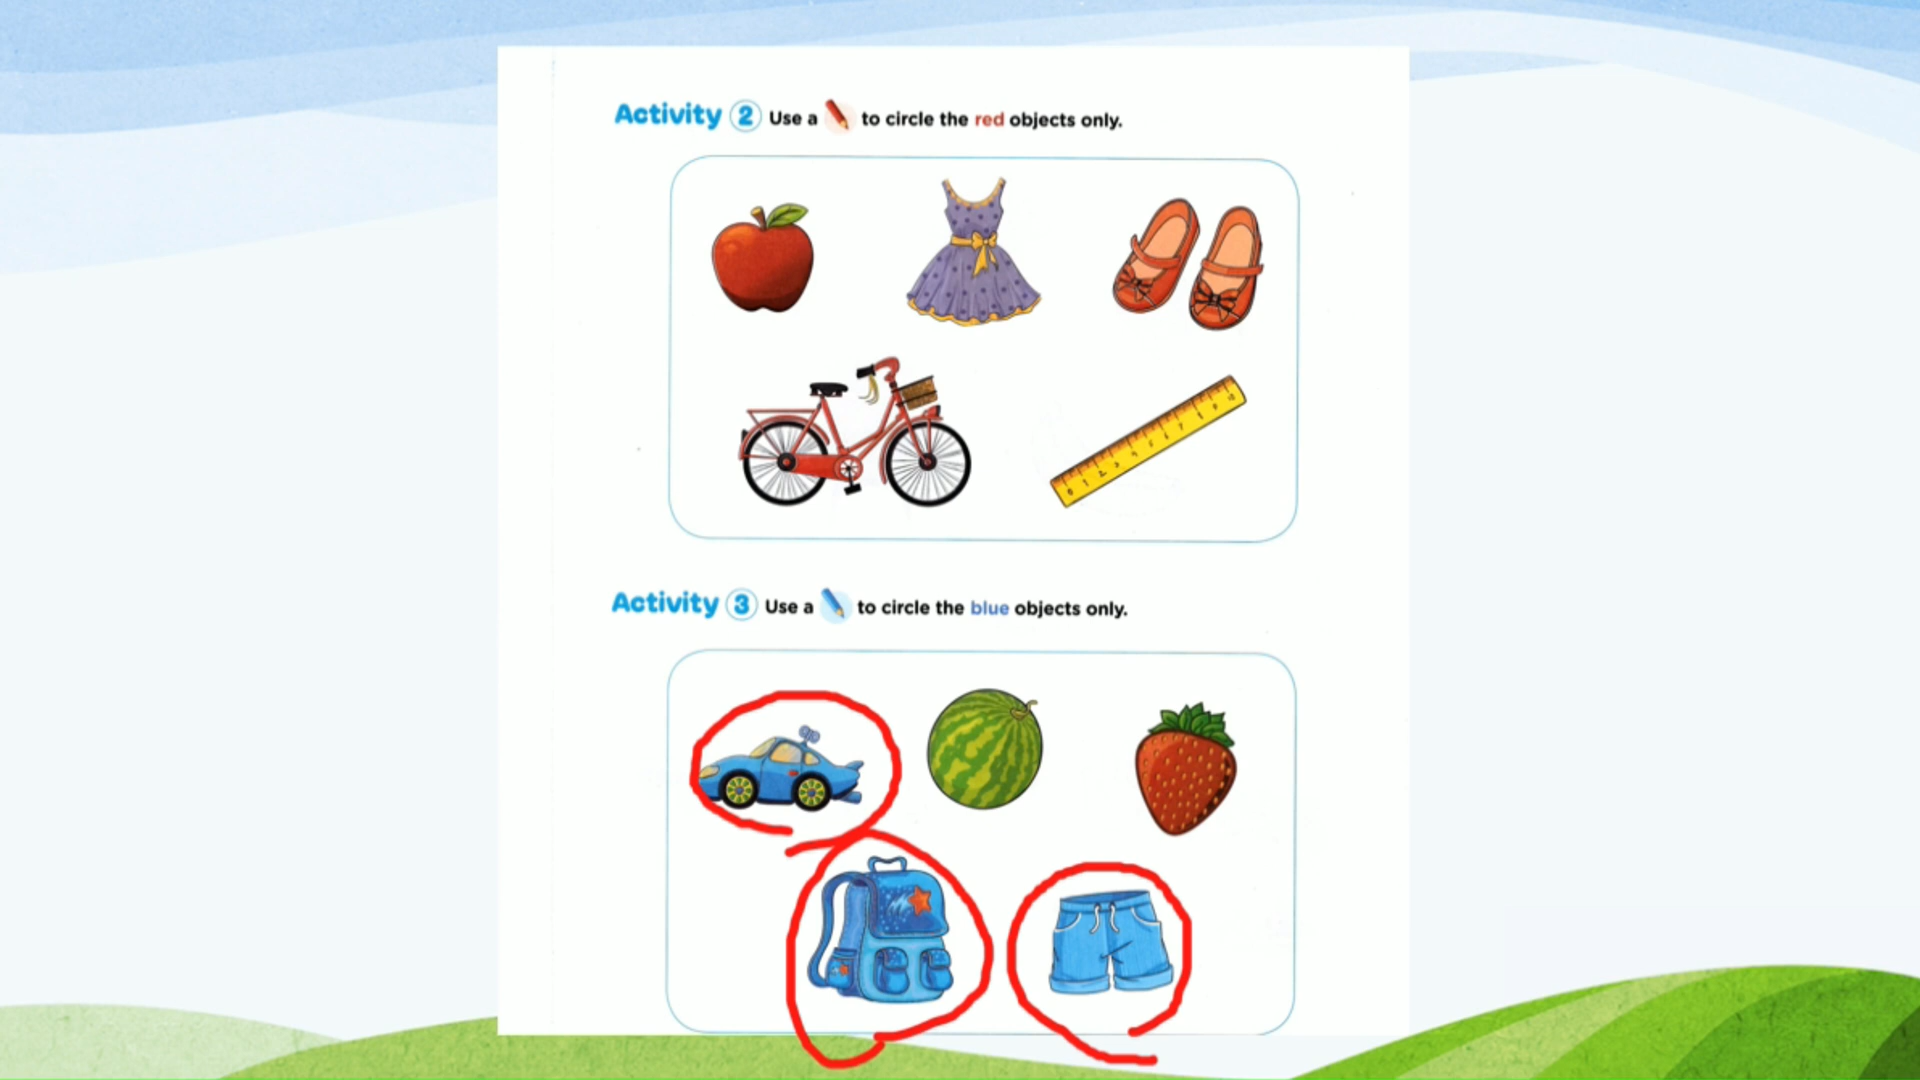 Activity 2 Use a to circle the red objects only.
Activity 3 Use a to circle the blue objects only.